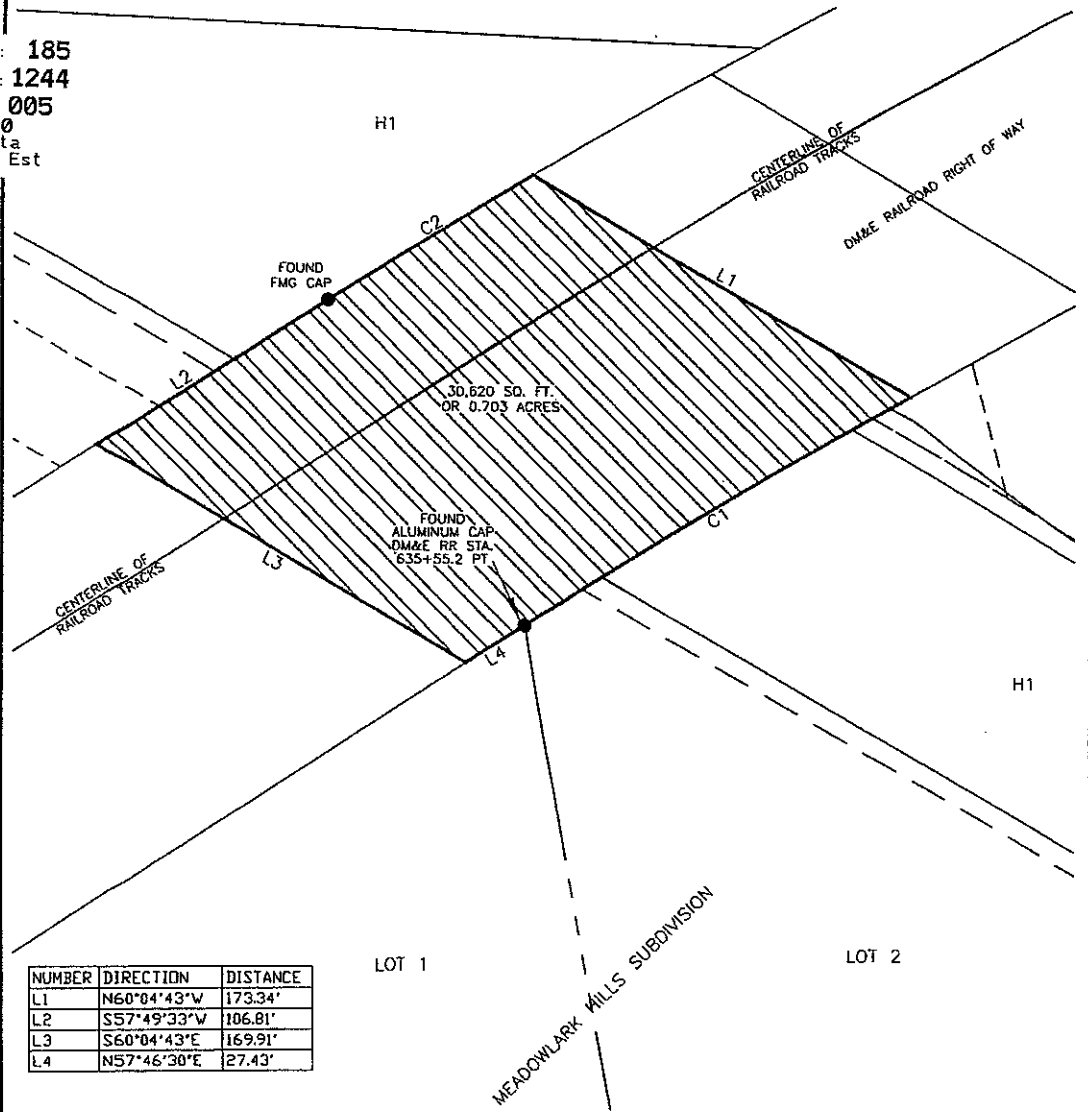 : 185
: 1244
005
0
ta
Est
H1
CENTERLINE OF
RAILROAD TRACKS
DM&E RAILROAD RIGHT OF WAY
C2
FOUND
FMG CAP
L1
L2
30,620 SQ. FT.
OR 0.703 ACRES
FOUND
ALUMINUM CAP
DM&E RR STA.
635+55.2 PT
C1
L3
CENTERLINE OF
RAILROAD TRACKS
L4
H1
LOT 1
LOT 2
MEADOWLARK HILLS SUBDIVISION
NUMBER DIRECTION DISTANCE
L1 N60°04'43"W 173.34'
L2 S57°49'33"W 106.81'
L3 S60°04'43"E 169.91'
L4 N57°46'30"E 27.43'